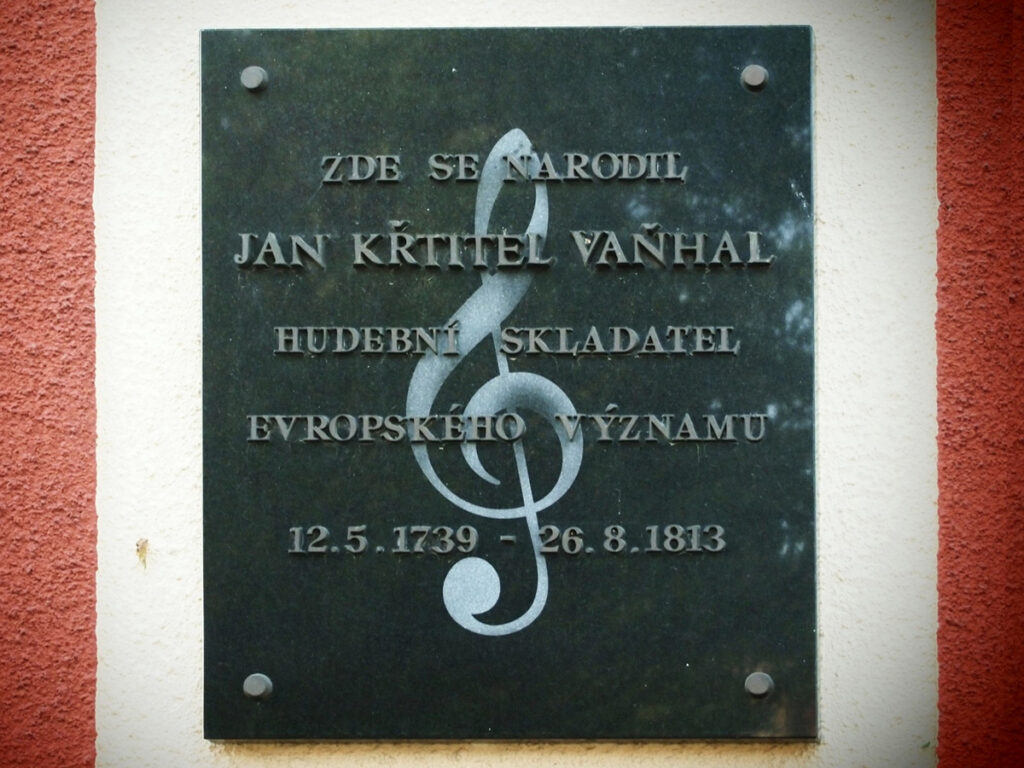 ZDE SE NARODIL
JAN KŘTITEL VAŇHAL
HUDEBNÍ SKLADATEL
EVROPSKÉHO VÝZNAMU
12.5.1739 - 26.8.1813